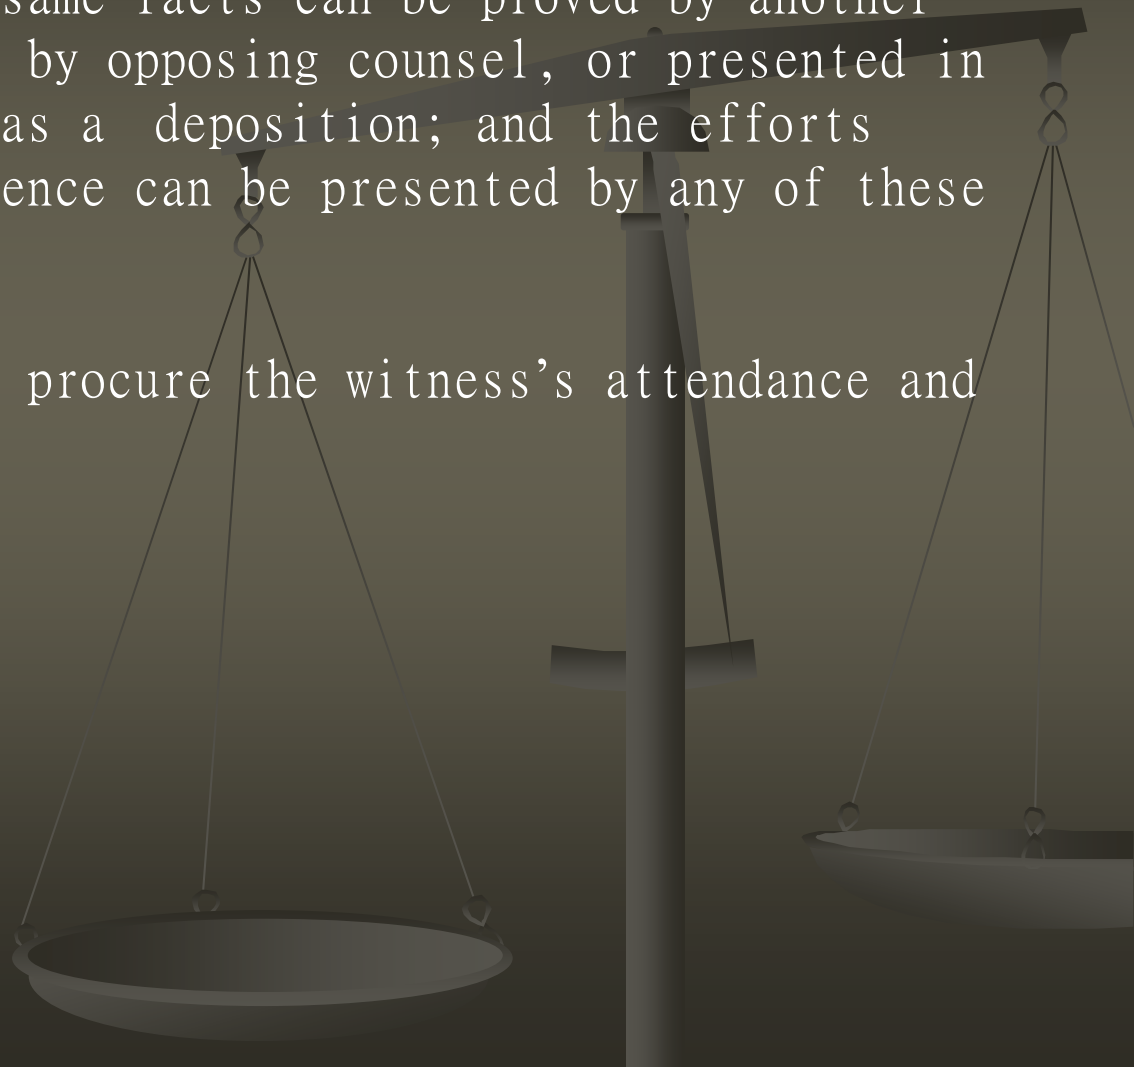 same facts can be proved by another
by opposing counsel, or presented in
as a deposition; and the efforts
ence can be presented by any of these
procure the witness’s attendance and